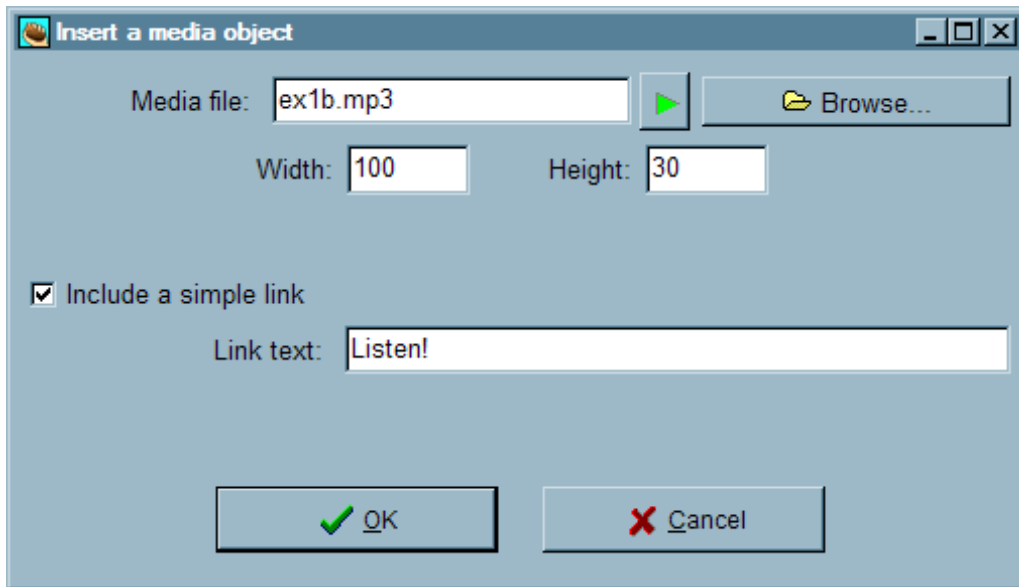 Insert a media object
Media file: ex1b.mp3 Browse...
Width: 100 Height: 30
Include a simple link
Link text: Listen!
OK Cancel